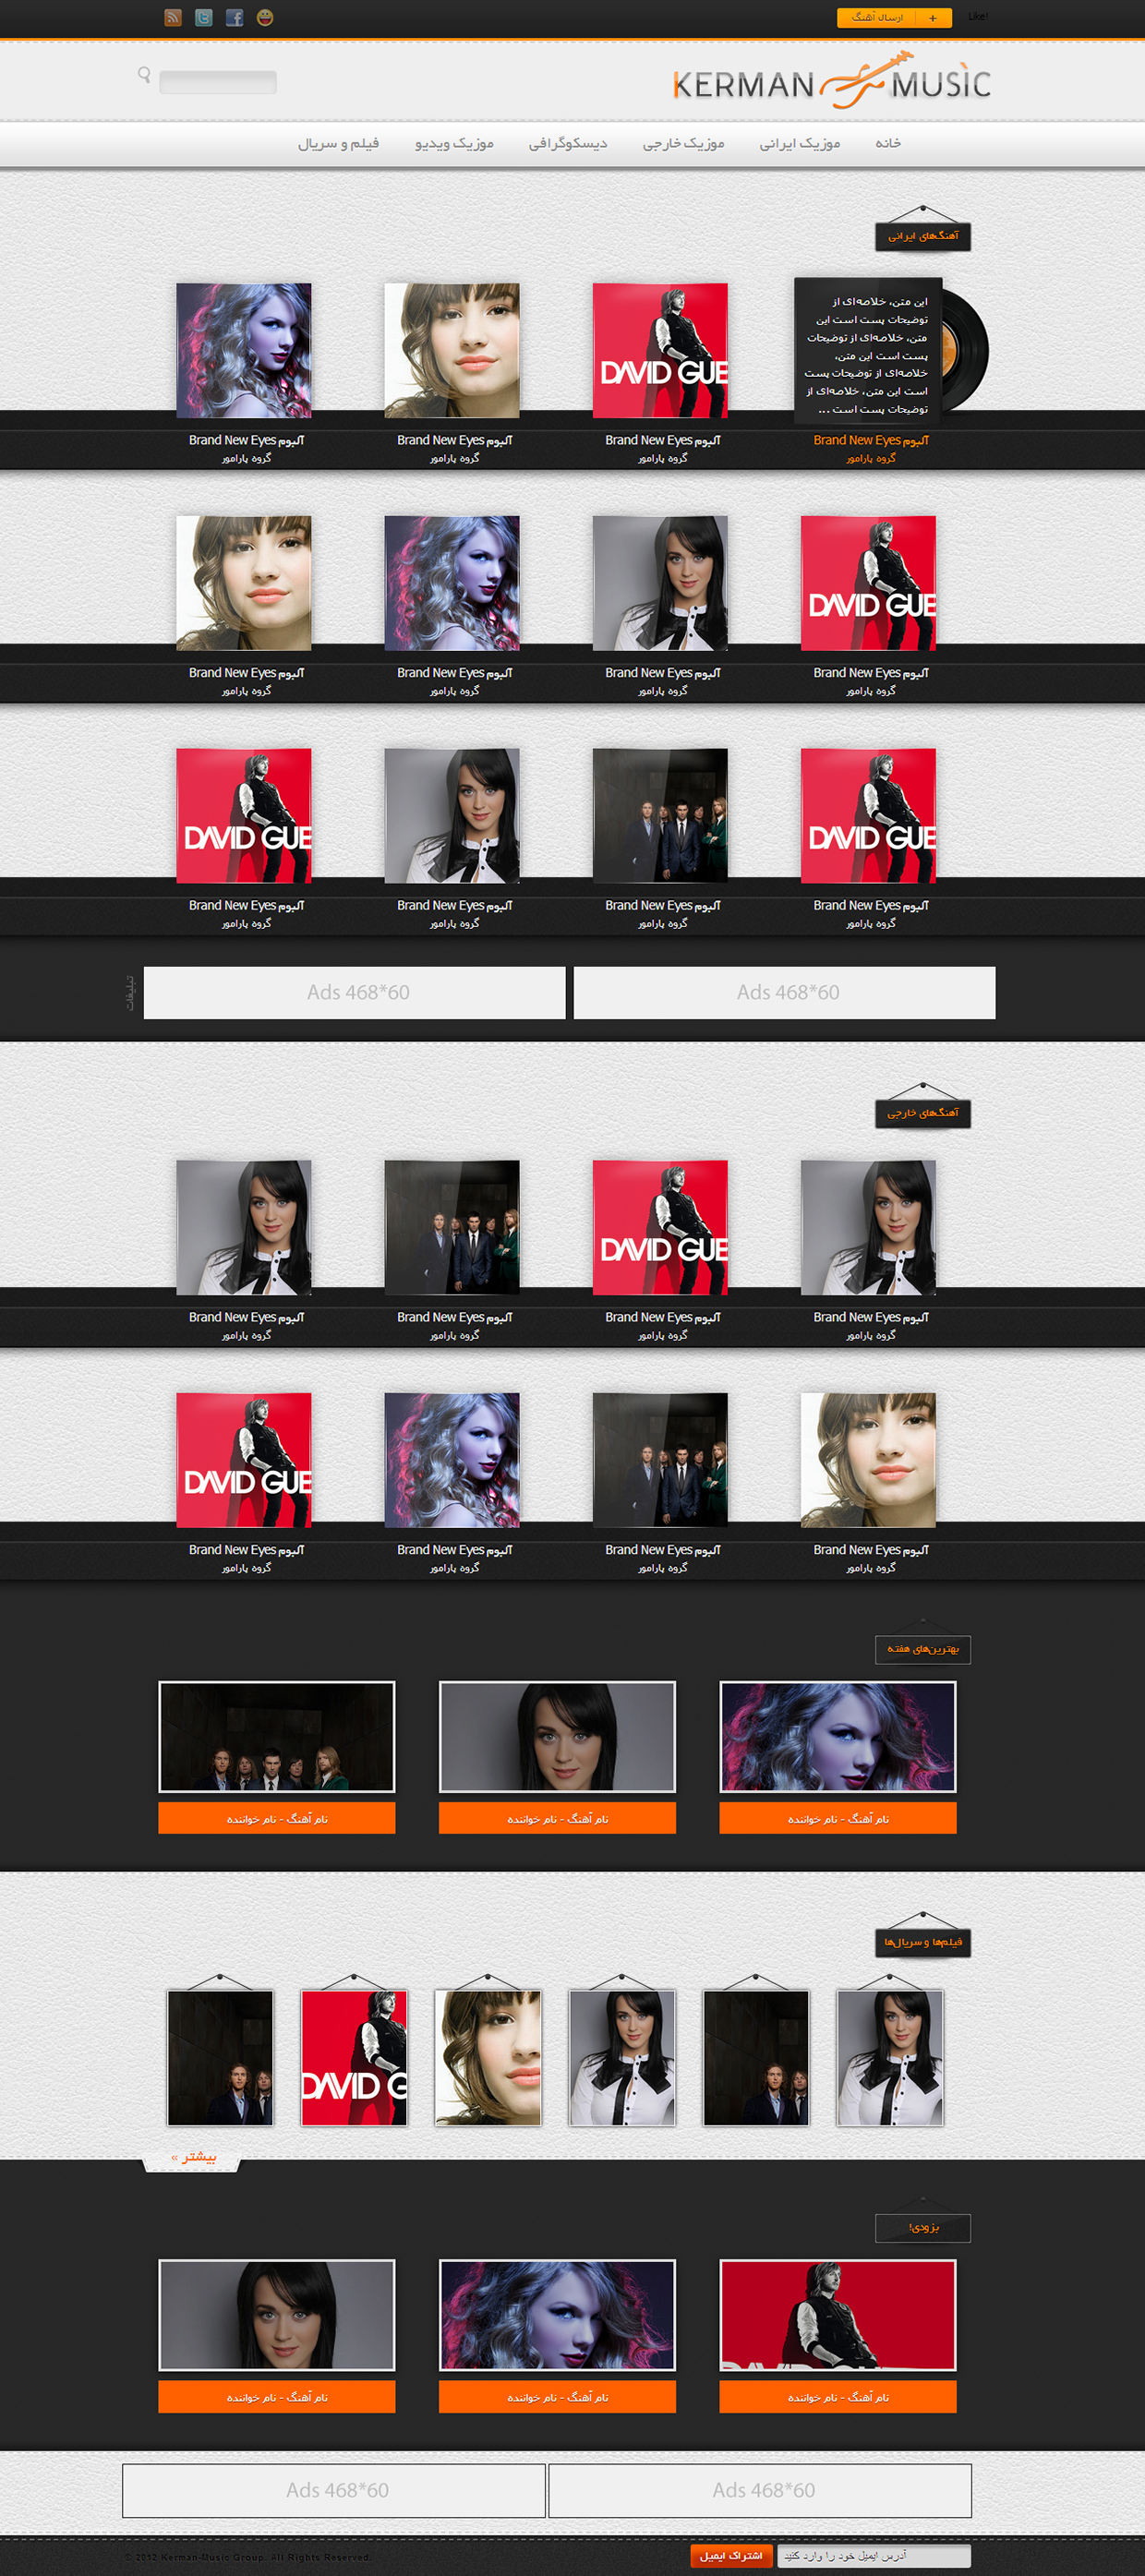 Like!
+ ارسال آهنگ
KERMAN MUSIC
خانه موزیک ایرانی موزیک خارجی دیسکوگرافی موزیک ویدیو فیلم و سریال
آهنگ‌های ایرانی
این متن، خلاصه‌ای از
توضیحات پست است این
متن، خلاصه‌ای از توضیحات
پست است این متن،
خلاصه‌ای از توضیحات پست
است این متن، خلاصه‌ای از
توضیحات پست است ...
DAVID GUE
آلبوم Brand New Eyes آلبوم Brand New Eyes آلبوم Brand New Eyes آلبوم Brand New Eyes
گروه پارامور گروه پارامور گروه پارامور گروه پارامور
DAVID GUE
آلبوم Brand New Eyes آلبوم Brand New Eyes آلبوم Brand New Eyes آلبوم Brand New Eyes
گروه پارامور گروه پارامور گروه پارامور گروه پارامور
DAVID GUE DAVID GUE
آلبوم Brand New Eyes آلبوم Brand New Eyes آلبوم Brand New Eyes آلبوم Brand New Eyes
گروه پارامور گروه پارامور گروه پارامور گروه پارامور
Ads 468*60 Ads 468*60
تبلیغات
آهنگ‌های خارجی
DAVID GUE
آلبوم Brand New Eyes آلبوم Brand New Eyes آلبوم Brand New Eyes آلبوم Brand New Eyes
گروه پارامور گروه پارامور گروه پارامور گروه پارامور
DAVID GUE
آلبوم Brand New Eyes آلبوم Brand New Eyes آلبوم Brand New Eyes آلبوم Brand New Eyes
گروه پارامور گروه پارامور گروه پارامور گروه پارامور
بهترین‌های هفته
نام آهنگ - نام خواننده نام آهنگ - نام خواننده نام آهنگ - نام خواننده
فیلم‌ها و سریال‌ها
DAVID G
بیشتر »
بزودی!
نام آهنگ - نام خواننده نام آهنگ - نام خواننده نام آهنگ - نام خواننده
Ads 468*60 Ads 468*60
آدرس ایمیل خود را وارد کنید اشتراک ایمیل
© 2012 Kerman-Music Group. All Rights Reserved.